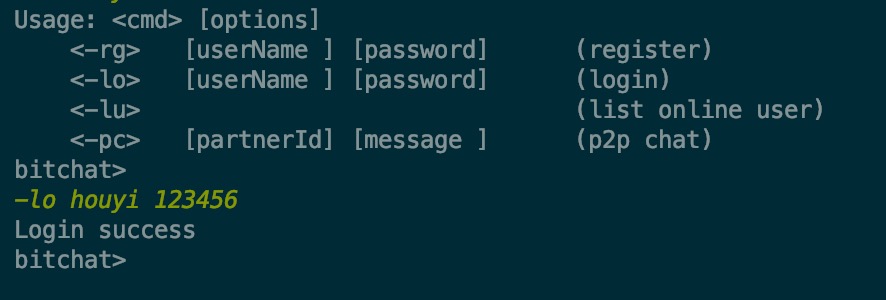 Usage: <cmd> [options]
    <-rg>   [userName ] [password]      (register)
    <-lo>   [userName ] [password]      (login)
    <-lu>                               (list online user)
    <-pc>   [partnerId] [message ]      (p2p chat)
bitchat>
-lo houyi 123456
Login success
bitchat>